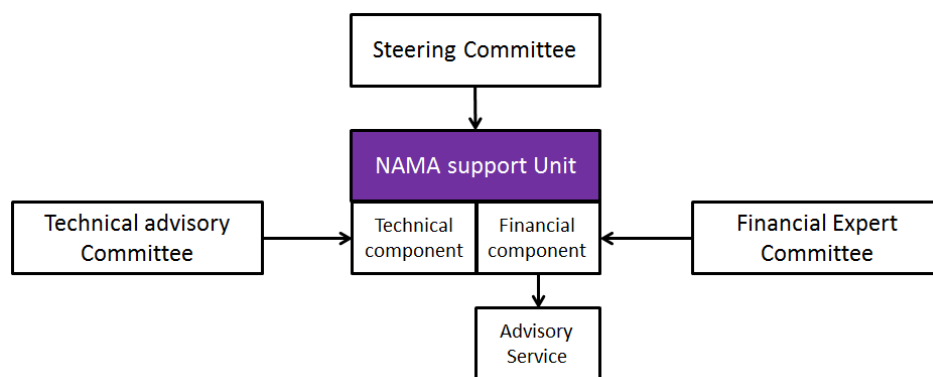 Steering Committee
NAMA support Unit
Technical advisory
Committee
Technical
component
Financial
component
Financial Expert
Committee
Advisory
Service